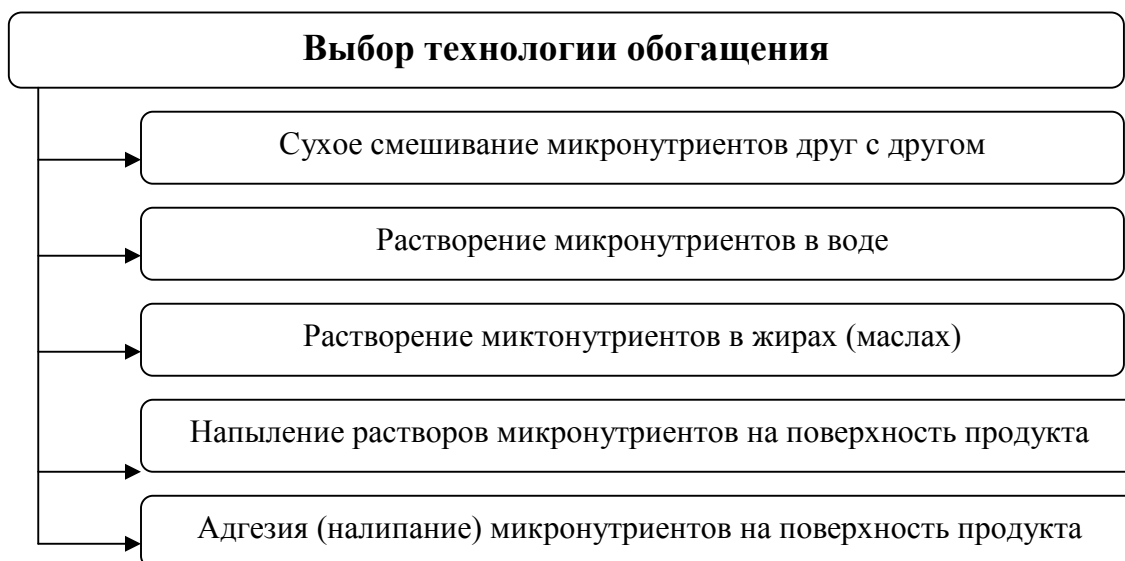 Выбор технологии обогащения
Сухое смешивание микронутриентов друг с другом
Растворение микронутриентов в воде
Растворение миктонутриентов в жирах (маслах)
Напыление растворов микронутриентов на поверхность продукта
Адгезия (налипание) микронутриентов на поверхность продукта